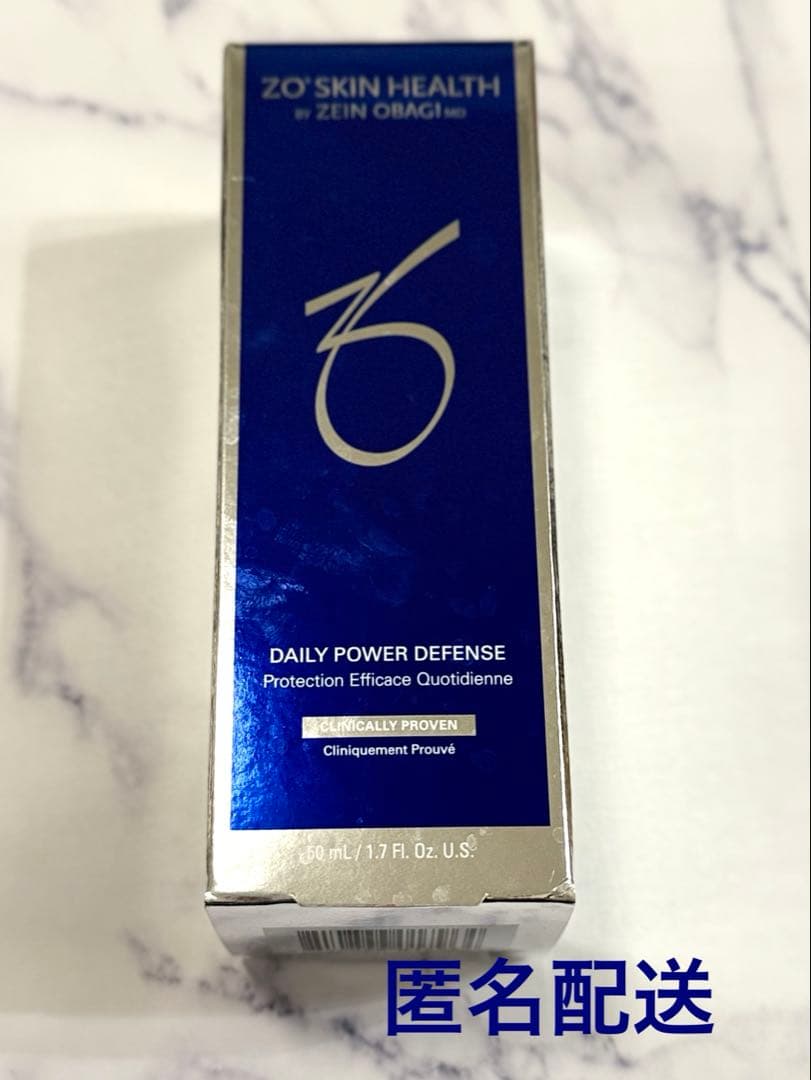 ZO® SKIN HEALTH
BY ZEIN OBAGI MD
DAILY POWER DEFENSE
Protection Efficace Quotidienne
CLINICALLY PROVEN
Cliniquement Prouvé
50 mL / 1.7 Fl. Oz. U.S.
匿名配送